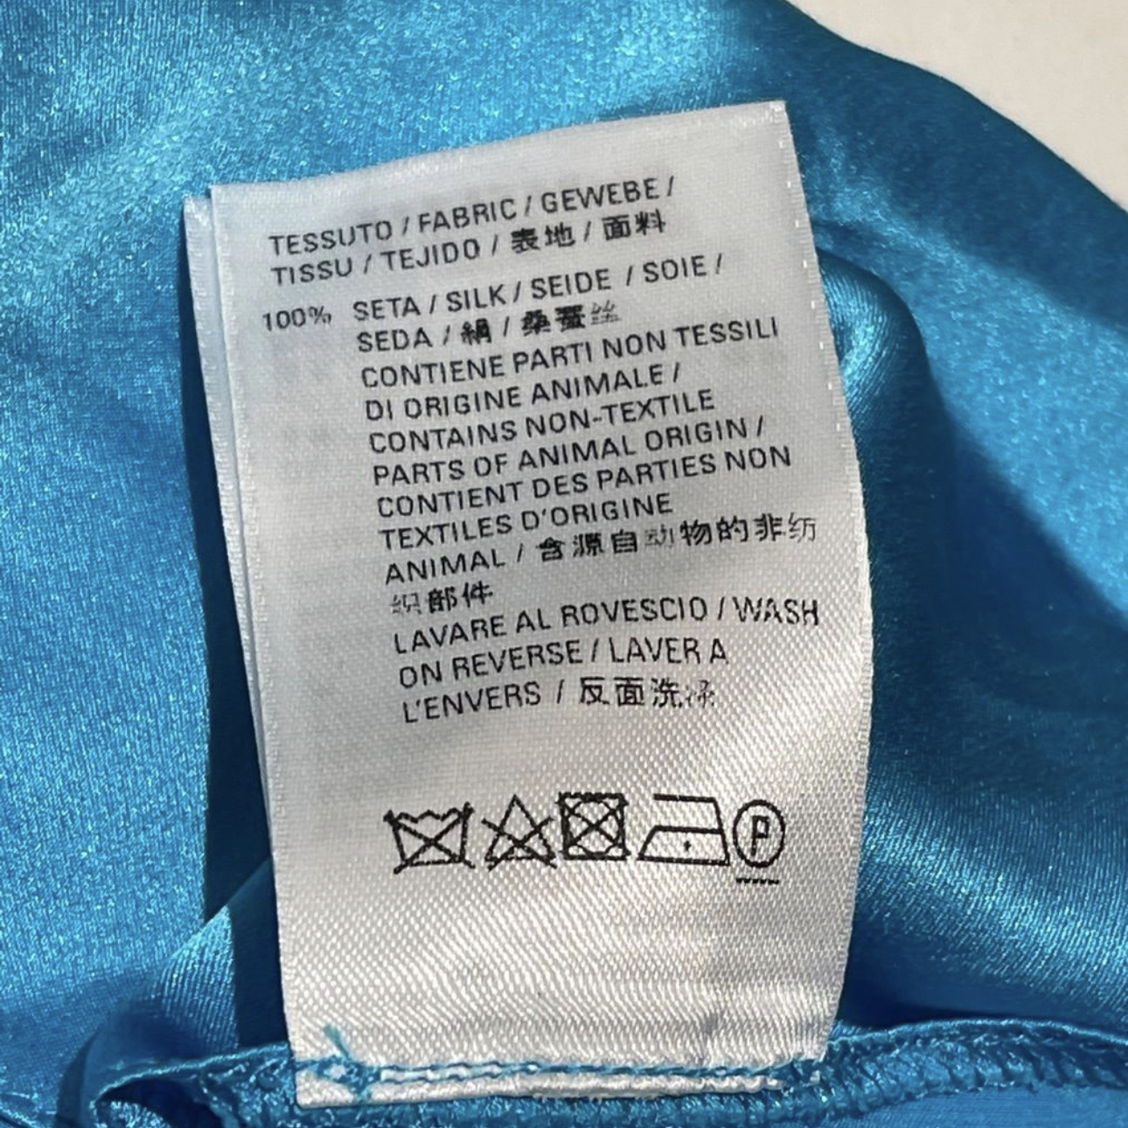 TESSUTO / FABRIC / GEWEBE /
TISSU / TEJIDO / 表地 / 面料
100% SETA / SILK / SEIDE / SOIE /
SEDA / 絹 / 桑蚕丝
CONTIENE PARTI NON TESSILI
DI ORIGINE ANIMALE /
CONTAINS NON-TEXTILE
PARTS OF ANIMAL ORIGIN /
CONTIENT DES PARTIES NON
TEXTILES D'ORIGINE
ANIMAL / 含源自动物的非纺
织部件
LAVARE AL ROVESCIO / WASH
ON REVERSE / LAVER A
L'ENVERS / 反面洗涤
P